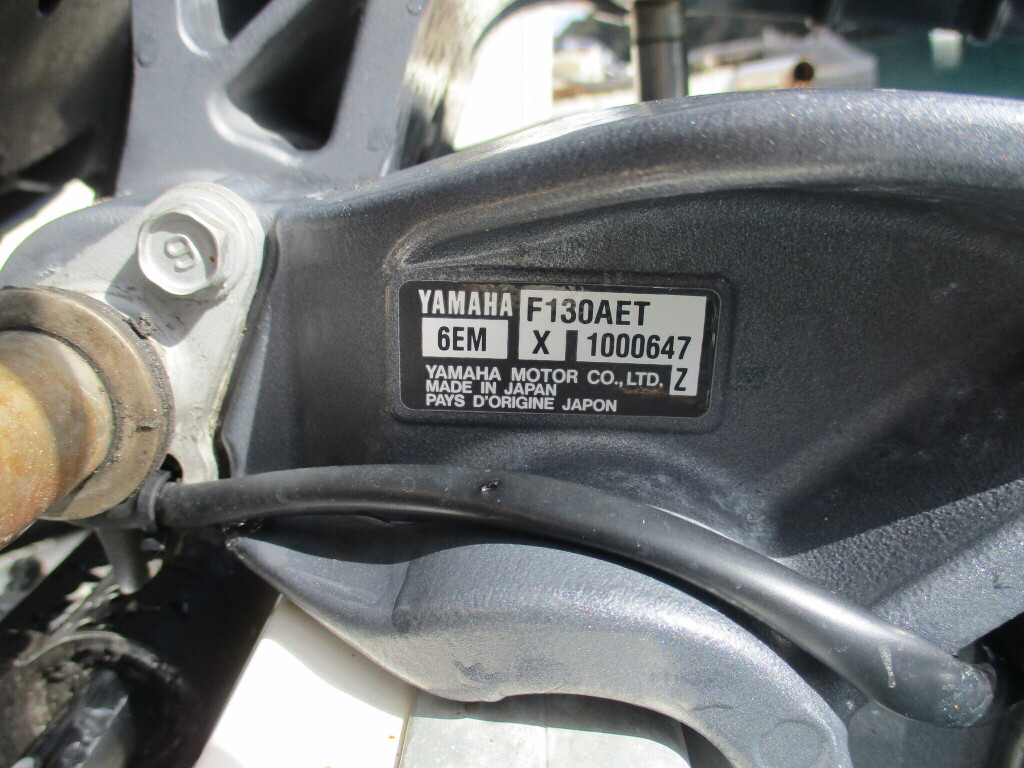 YAMAHA F130AET
6EM X 1000647
YAMAHA MOTOR CO., LTD. Z
MADE IN JAPAN
PAYS D'ORIGINE JAPON